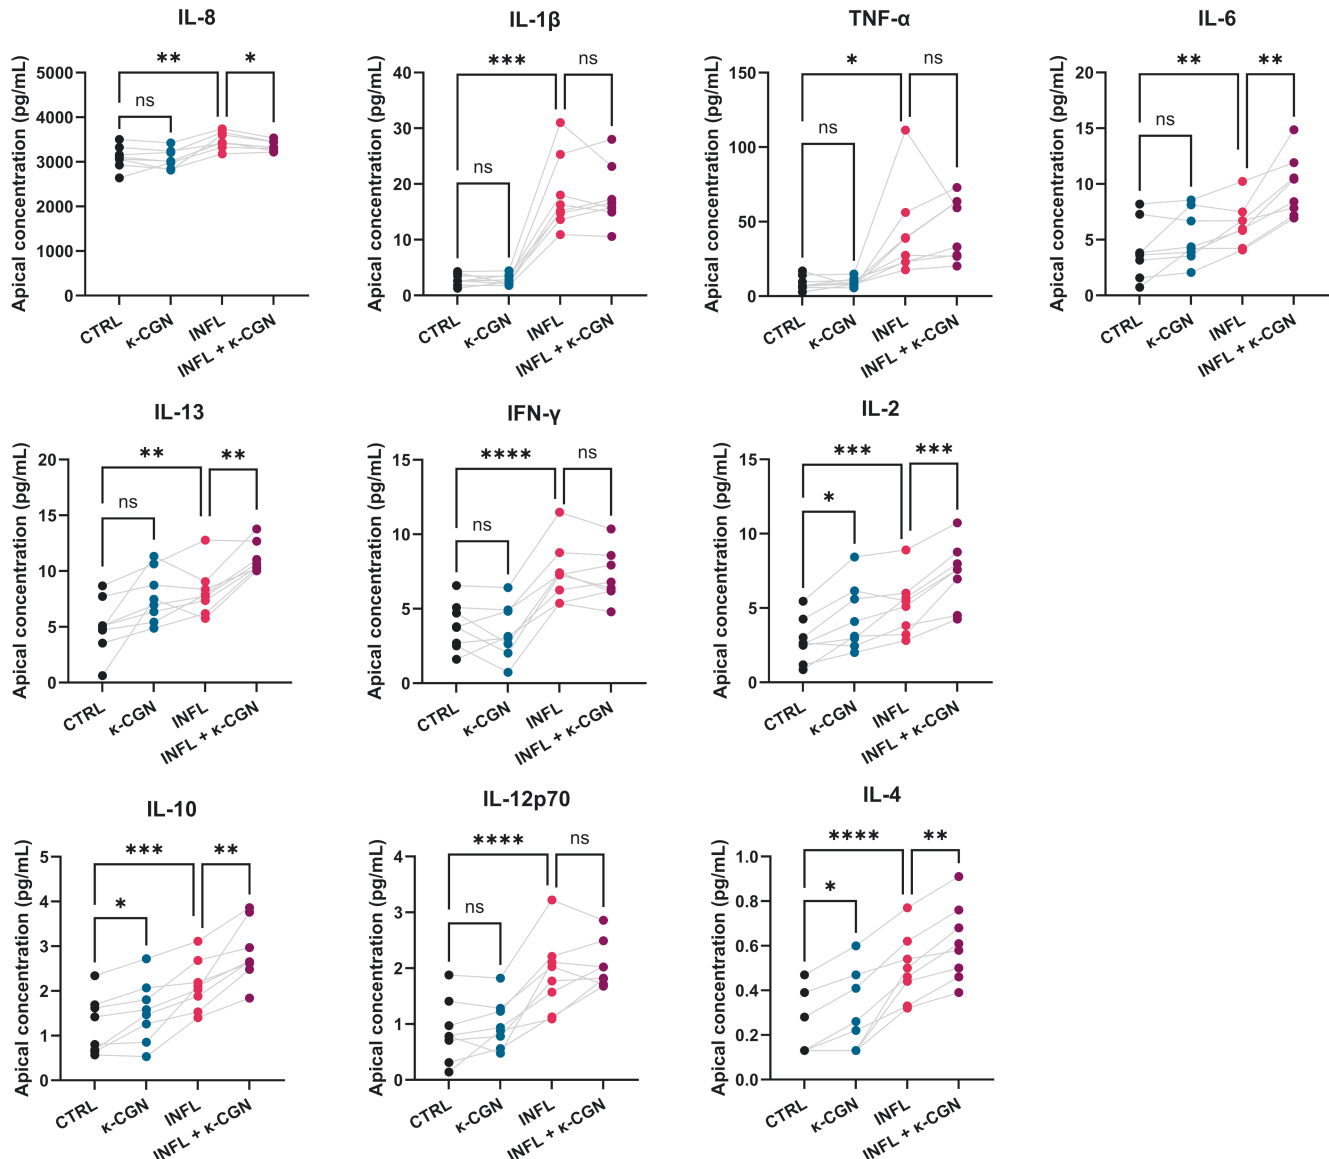 IL-8
Apical concentration (pg/mL)
5000
4000
3000
2000
1000
0
ns
**
*
CTRL
κ-CGN
INFL
INFL + κ-CGN
IL-1β
Apical concentration (pg/mL)
40
30
20
10
0
ns
***
ns
CTRL
κ-CGN
INFL
INFL + κ-CGN
TNF-α
Apical concentration (pg/mL)
150
100
50
0
ns
*
ns
CTRL
κ-CGN
INFL
INFL + κ-CGN
IL-6
Apical concentration (pg/mL)
20
15
10
5
0
ns
**
**
CTRL
κ-CGN
INFL
INFL + κ-CGN
IL-13
Apical concentration (pg/mL)
20
15
10
5
0
ns
**
**
CTRL
κ-CGN
INFL
INFL + κ-CGN
IFN-γ
Apical concentration (pg/mL)
15
10
5
0
ns
****
ns
CTRL
κ-CGN
INFL
INFL + κ-CGN
IL-2
Apical concentration (pg/mL)
15
10
5
0
*
***
***
CTRL
κ-CGN
INFL
INFL + κ-CGN
IL-10
Apical concentration (pg/mL)
5
4
3
2
1
0
*
***
**
CTRL
κ-CGN
INFL
INFL + κ-CGN
IL-12p70
Apical concentration (pg/mL)
4
3
2
1
0
ns
****
ns
CTRL
κ-CGN
INFL
INFL + κ-CGN
IL-4
Apical concentration (pg/mL)
1.0
0.8
0.6
0.4
0.2
0.0
*
****
**
CTRL
κ-CGN
INFL
INFL + κ-CGN